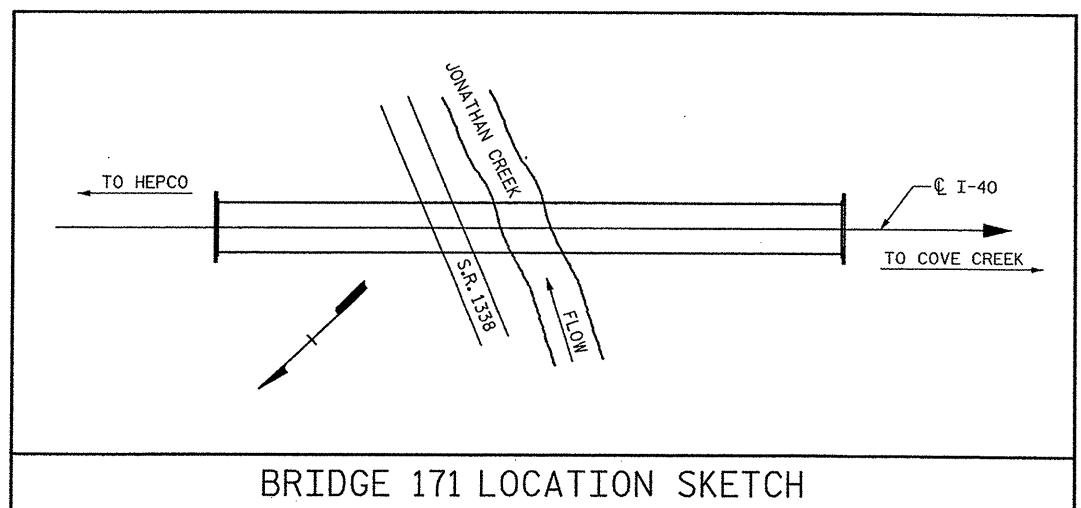 JONATHAN CREEK
TO HEPCO
℄ I-40
TO COVE CREEK
S.R. 1338
FLOW
BRIDGE 171 LOCATION SKETCH